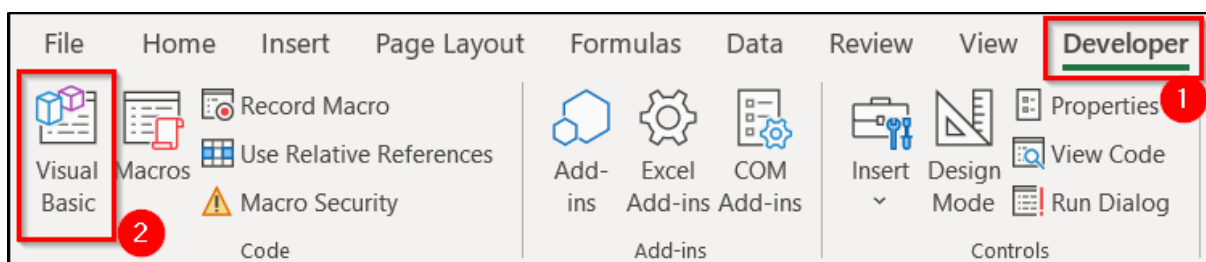 File Home Insert Page Layout Formulas Data Review View Developer
1
Record Macro
Use Relative References
Macro Security
Visual
Basic
Macros
2
Code
Add-
ins
Excel
Add-ins
COM
Add-ins
Add-ins
Insert
Design
Mode
Properties
View Code
Run Dialog
Controls